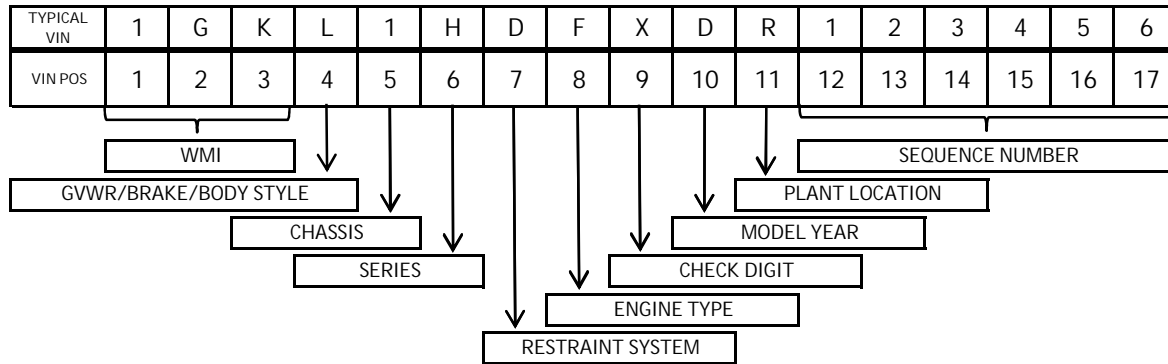 TYPICAL VIN 1 G K L 1 H D F X D R 1 2 3 4 5 6
VIN POS 1 2 3 4 5 6 7 8 9 10 11 12 13 14 15 16 17
WMI SEQUENCE NUMBER
GVWR/BRAKE/BODY STYLE PLANT LOCATION
CHASSIS MODEL YEAR
SERIES CHECK DIGIT
ENGINE TYPE
RESTRAINT SYSTEM